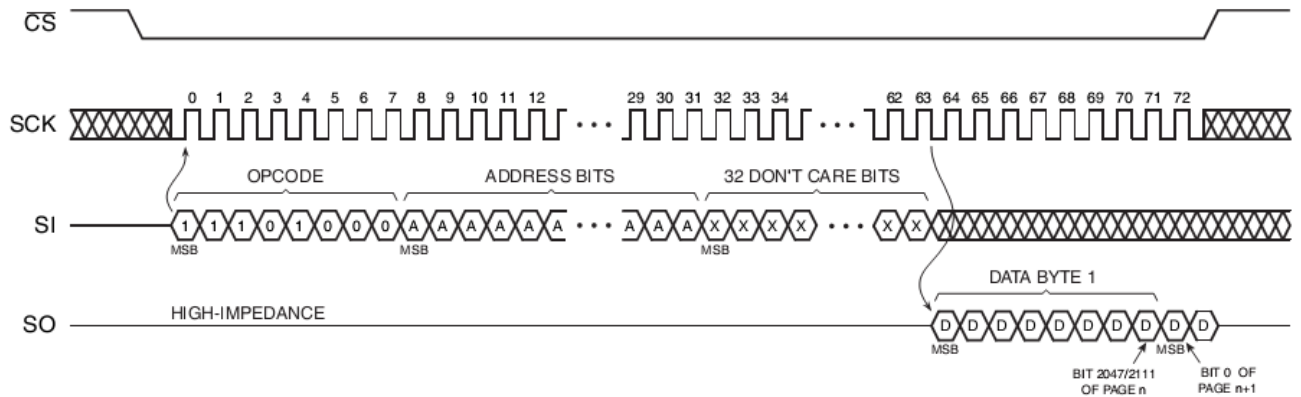 CS
SCK
0 1 2 3 4 5 6 7 8 9 10 11 12 29 30 31 32 33 34 62 63 64 65 66 67 68 69 70 71 72
OPCODE ADDRESS BITS 32 DON'T CARE BITS
SI
1 1 1 0 1 0 0 0 A A A A A A A A A X X X X X X
MSB MSB MSB
DATA BYTE 1
SO
HIGH-IMPEDANCE
D D D D D D D D D D
MSB MSB
BIT 2047/2111
OF PAGE n
BIT 0 OF
PAGE n+1